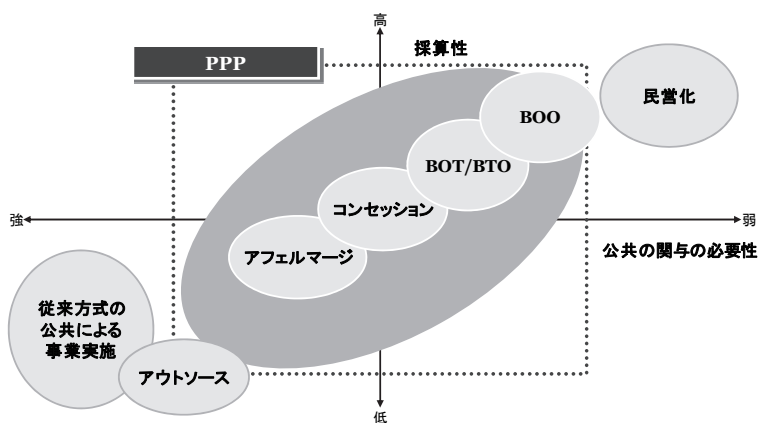 高
採算性
PPP
民営化
BOO
BOT/BTO
コンセッション
強
弱
アフェルマージ
公共の関与の必要性
従来方式の
公共による
事業実施
アウトソース
低